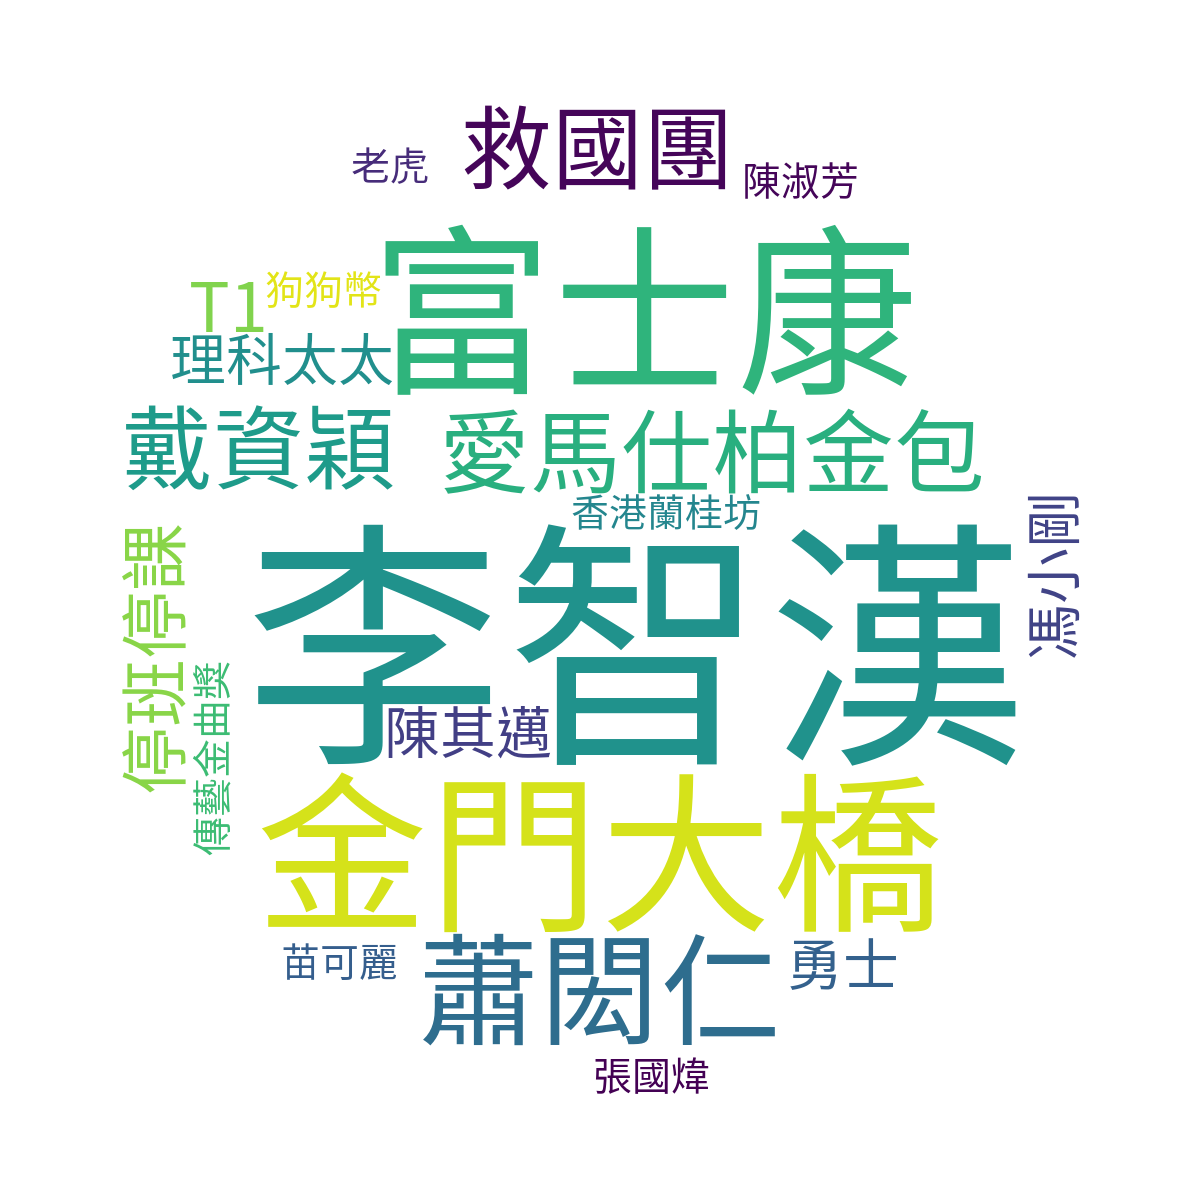 救國團
老虎
陳淑芳
富士康
T1
狗狗幣
理科太太
戴資穎
愛馬仕柏金包
香港蘭桂坊
馮小剛
李智漢
停班停課
傳藝金曲獎
陳其邁
金門大橋
蕭閎仁
苗可麗
勇士
張國煒